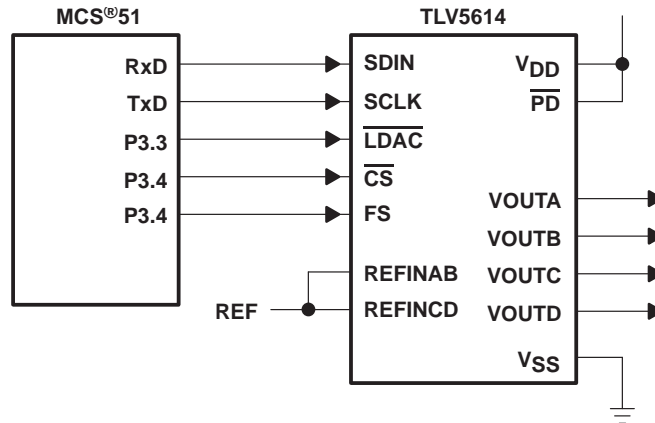 MCS®51
TLV5614
RxD
TxD
P3.3
P3.4
P3.4
SDIN
SCLK
LDAC
CS
FS
REFINAB
REFINCD
REF
VDD
PD
VOUTA
VOUTB
VOUTC
VOUTD
VSS